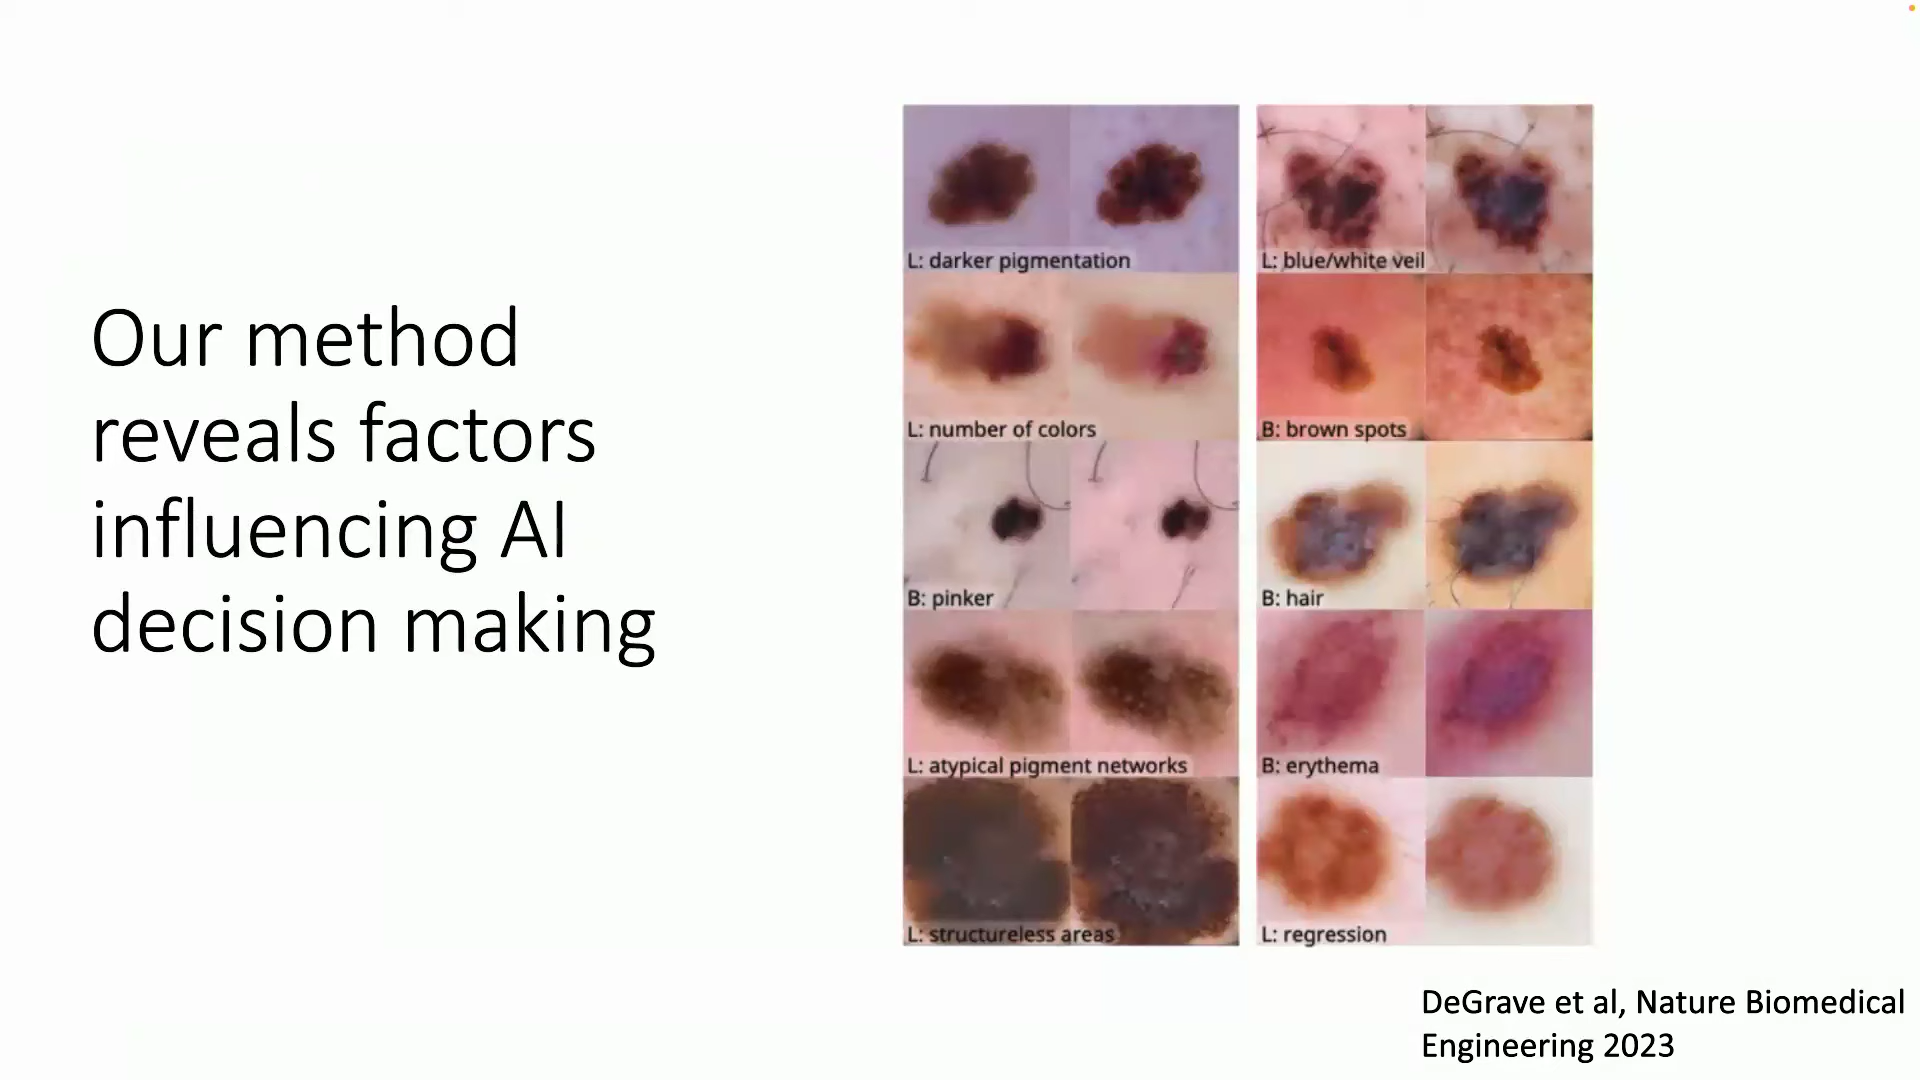 Our method
reveals factors
influencing AI
decision making
L: darker pigmentation
L: number of colors
B: pinker
L: atypical pigment networks
L: structureless areas
L: blue/white veil
B: brown spots
B: hair
B: erythema
L: regression
DeGrave et al, Nature Biomedical
Engineering 2023